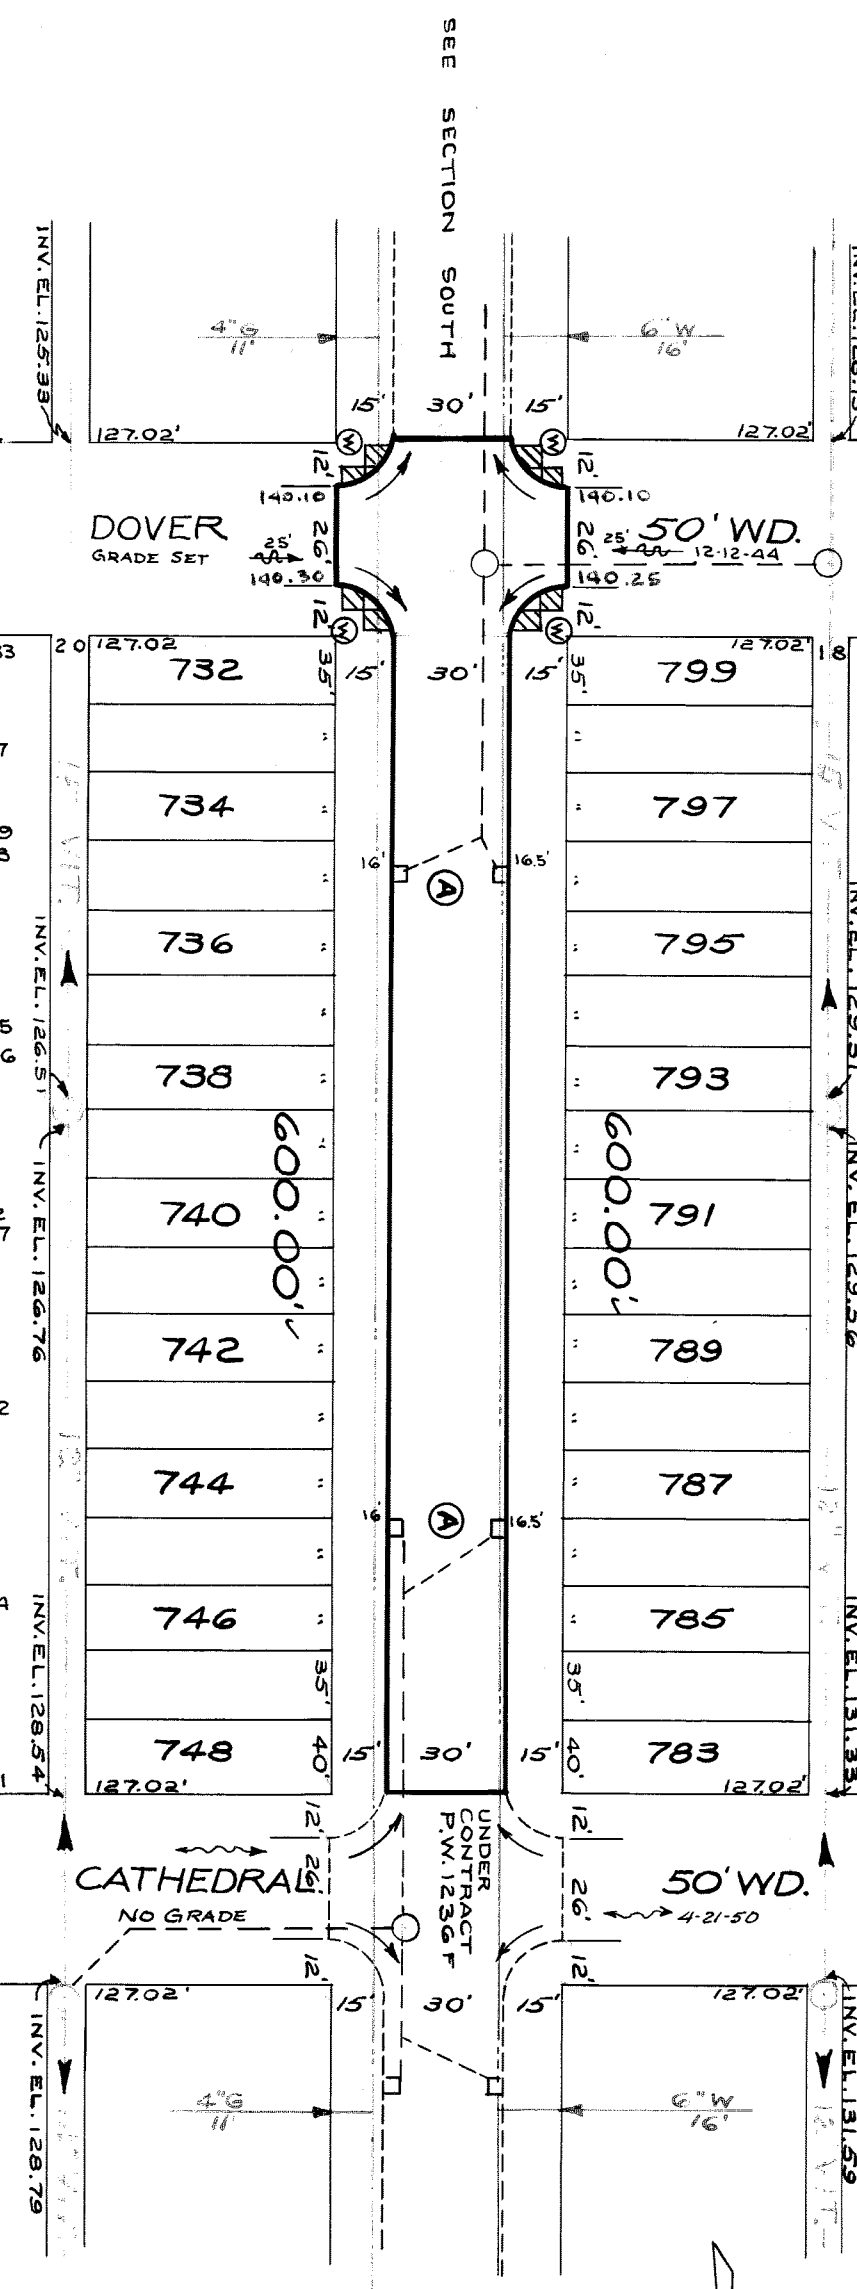 SEE SECTION SOUTH
INV. EL. 125.33
4"G
11'
6"W
16'
15' 30' 15'
127.02' 127.02'
W W
12' 12'
140.10 140.10
DOVER
GRADE SET
25'
26'
26'
25'
50' WD.
12-12-44
140.30 140.25
12' 12'
W W
20 127.02 127.02' 18
732 35' 15' 30' 15' 35' 799
" "
734 " " 797
" 16' A 16.5' "
736 " " 795
" "
INV. EL. 126.51
738 " " 793
" "
600.00' 600.00'
INV. EL. 126.76
740 " " 791
" "
INV. EL. 129.56
742 " " 789
" "
12" VIT.
744 " " 787
" 16' A 16.5' "
INV. EL. 128.54
INV. EL. 131.33
746 " " 785
35' 35'
748 40' 15' 30' 15' 40' 783
127.02' 127.02'
12' 12'
UNDER
CONTRACT
P.W. 1236 F
CATHEDRAL 26' 26' 50' WD.
NO GRADE 4-21-50
12' 12'
127.02' 127.02'
15' 30' 15'
INV. EL. 128.79
INV. EL. 131.59
4"G
11'
6"W
16'